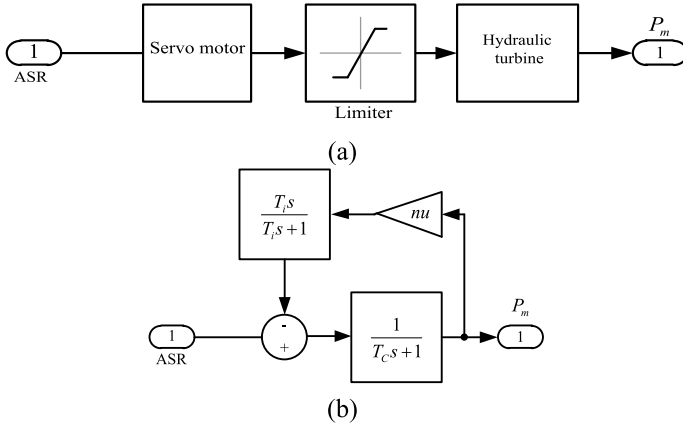 P_m
1
Servo motor
Hydraulic
turbine
1
ASR
Limiter
(a)
T_i s
T_i s + 1
nu
P_m
-
+
1
T_C s + 1
1
ASR
1
(b)